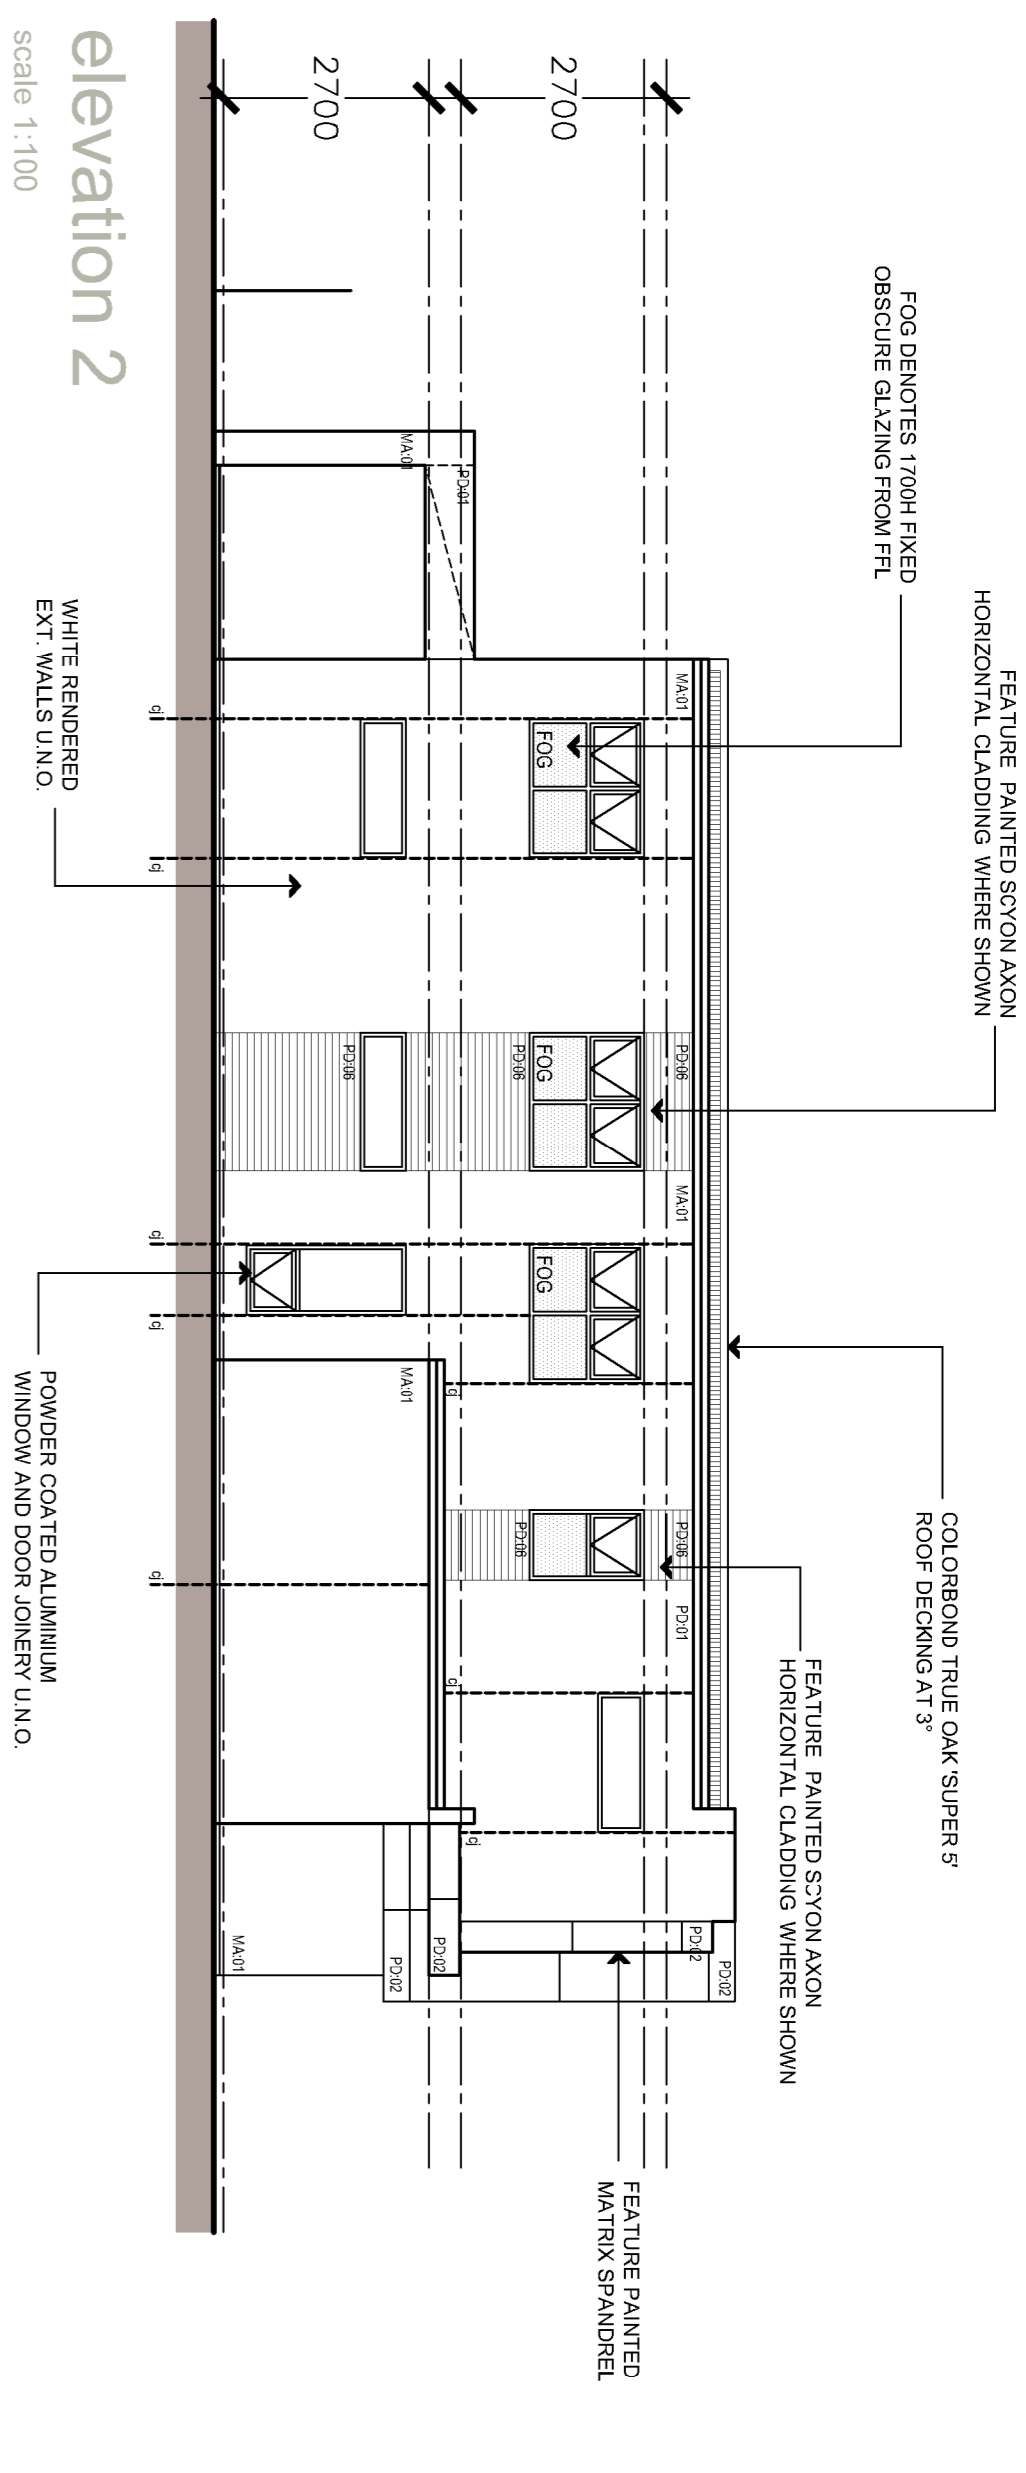 FEATURE PAINTED SCYON AXON
HORIZONTAL CLADDING WHERE SHOWN
FOG DENOTES 1700H FIXED
OBSCURE GLAZING FROM FFL
COLORBOND TRUE OAK 'SUPER 5'
ROOF DECKING AT 3°
FEATURE PAINTED SCYON AXON
HORIZONTAL CLADDING WHERE SHOWN
FEATURE PAINTED
MATRIX SPANDREL
2700
2700
MA:01
PD:06
MA:01
PD:06
PD:01
PD:02
PD:02
FOG
FOG
FOG
PD:06
PD:06
PD:01
cj
cj
cj
MA:01
PD:06
MA:01
PD:02
PD:02
MA:01
cj
cj
cj
cj
cj
WHITE RENDERED
EXT. WALLS U.N.O.
POWDER COATED ALUMINIUM
WINDOW AND DOOR JOINERY U.N.O.
elevation 2
scale 1:100